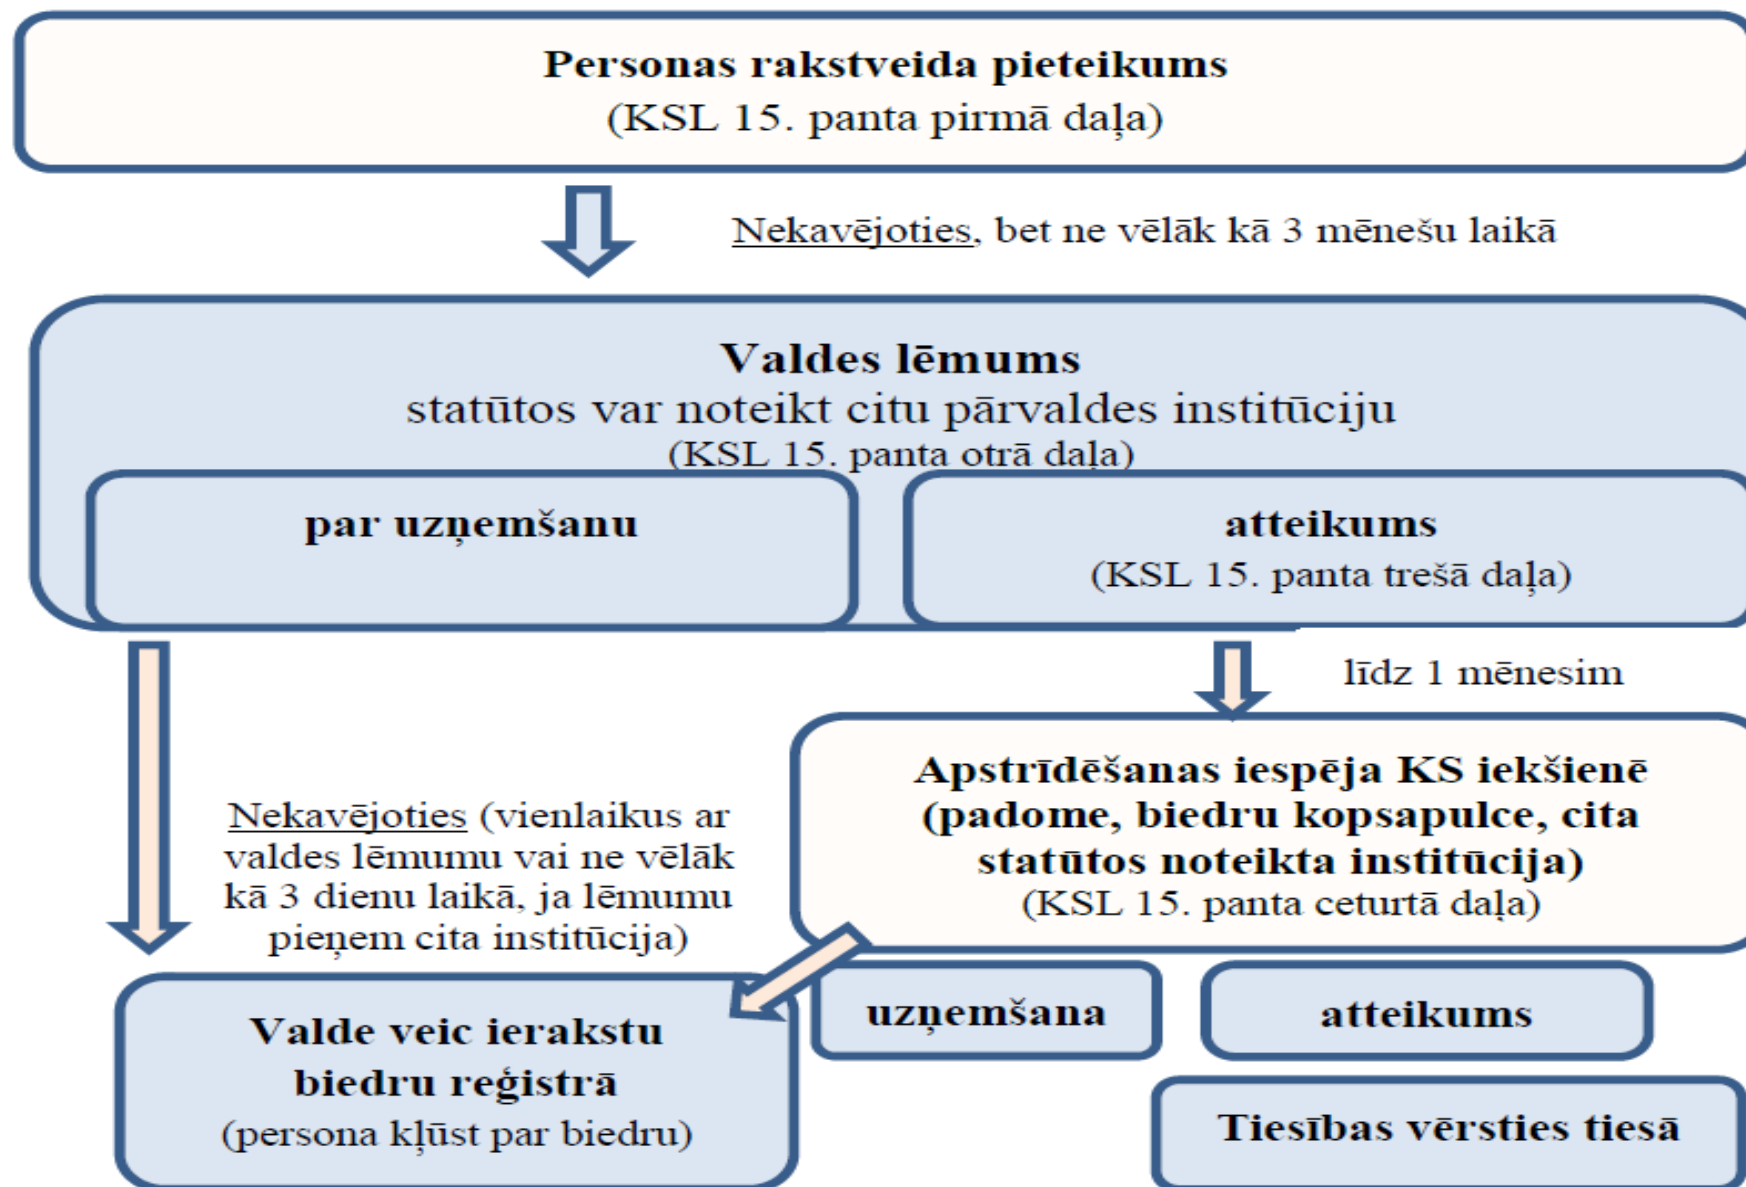 Personas rakstveida pieteikums
(KSL 15. panta pirmā daļa)
Nekavējoties, bet ne vēlāk kā 3 mēnešu laikā
Valdes lēmums
statūtos var noteikt citu pārvaldes institūciju
(KSL 15. panta otrā daļa)
par uzņemšanu
atteikums
(KSL 15. panta trešā daļa)
līdz 1 mēnesim
Apstrīdēšanas iespēja KS iekšienē
(padome, biedru kopsapulce, cita
statūtos noteikta institūcija)
(KSL 15. panta ceturtā daļa)
Nekavējoties (vienlaikus ar
valdes lēmumu vai ne vēlāk
kā 3 dienu laikā, ja lēmumu
pieņem cita institūcija)
uzņemšana
atteikums
Valde veic ierakstu
biedru reģistrā
(persona kļūst par biedru)
Tiesības vērsties tiesā